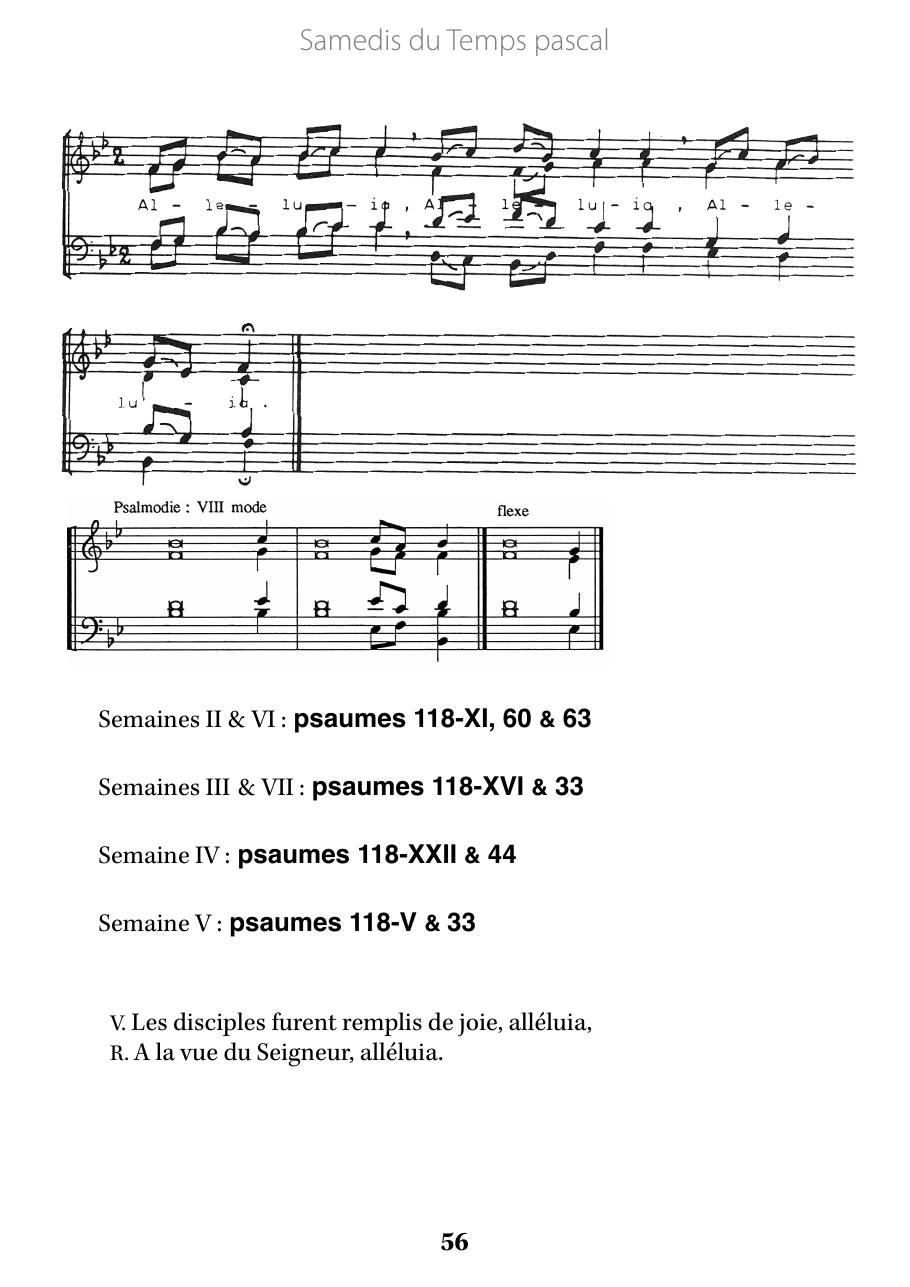 Samedis du Temps pascal
Al - le - lu - ia, Al - le - lu - ia, Al - le -
lu - ia.
Psalmodie : VIII mode flexe
Semaines II & VI : psaumes 118-XI, 60 & 63
Semaines III & VII : psaumes 118-XVI & 33
Semaine IV : psaumes 118-XXII & 44
Semaine V : psaumes 118-V & 33
V. Les disciples furent remplis de joie, alléluia,
R. A la vue du Seigneur, alléluia.
56